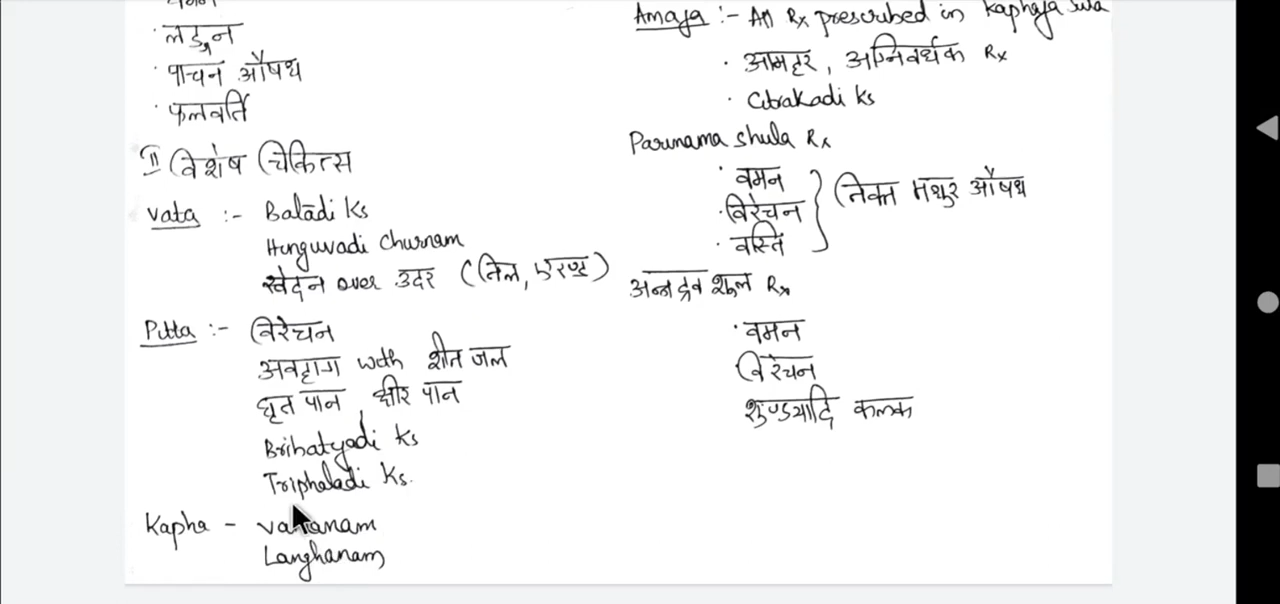 · लङ्घन
· पाचन औषध
· फलवर्ति
II विशेष चिकित्स
Vata :- Balādi Ks
Hinguvadi Churnam
स्वेदन over उदर (तिल, एरण्ड)
Pitta :- विरेचन
अवगाह with शीत जल
घृत पान, क्षीर पान
Brihatyadi Ks
Triphaladi Ks.
Kapha - Vamanam
Langhanam
Amaja :- All Rx prescribed in Kaphaja sula
· आमहर, अग्निवर्धक Rx
· Citrakadi Ks
Parinama Shula Rx
· वमन
· विरेचन
· वस्ति
} तिक्त मधुर औषध
अन्नद्रव शूल Rx
· वमन
विरेचन
शुण्ठ्यादि कल्क